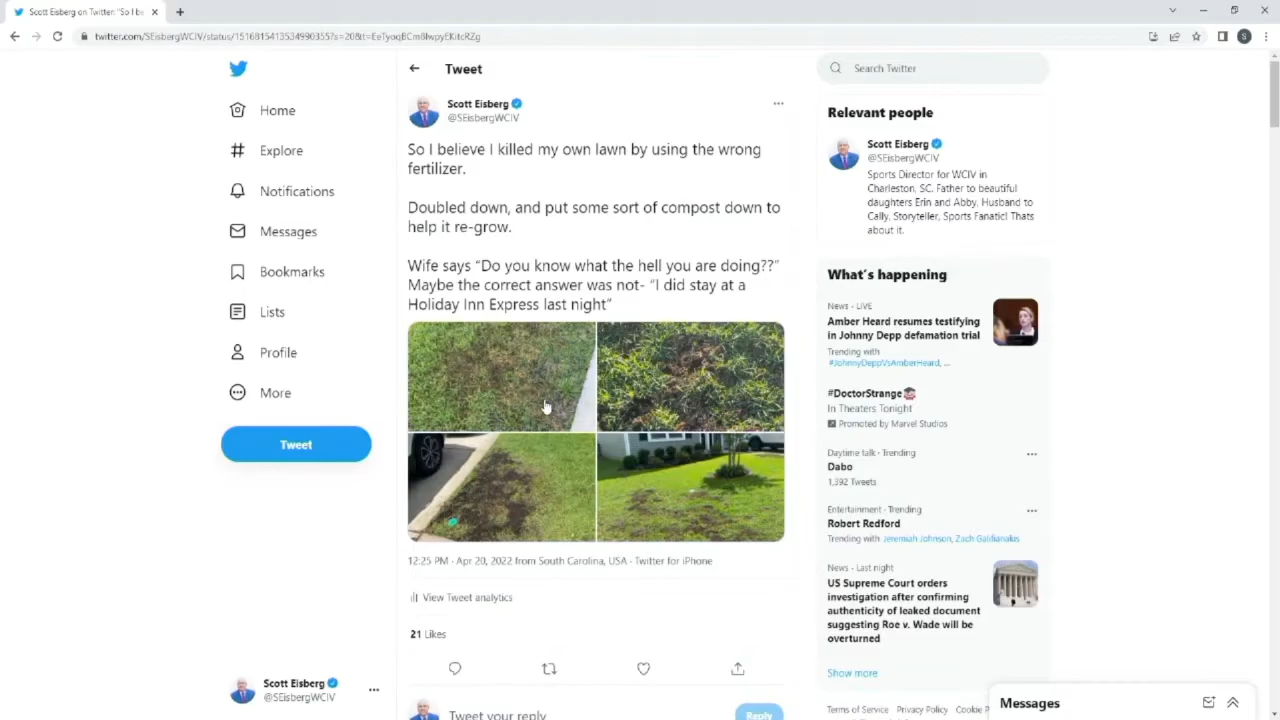 Scott Eisberg on Twitter: "So I be
twitter.com/SEisbergWCIV/status/
Home
Explore
Notifications
Messages
Bookmarks
Lists
Profile
More
Tweet
Scott Eisberg
@SEisbergWCIV
Tweet
Scott Eisberg
@SEisbergWCIV
So I believe I killed my own lawn by using the wrong
fertilizer.
Doubled down, and put some sort of compost down to
help it re-grow.
Wife says “Do you know what the hell you are doing??”
Maybe the correct answer was not- “I did stay at a
Holiday Inn Express last night”
12:25 PM · Apr 20, 2022 from South Carolina, USA · Twitter for iPhone
View Tweet analytics
21 Likes
Tweet your reply
Reply
Search Twitter
Relevant people
Scott Eisberg
@SEisbergWCIV
Sports Director for WCIV in
Charleston, SC. Father to beautiful
daughters Erin and Abby. Husband to
Cally. Storyteller, Sports Fanatic! Thats
about it.
What's happening
News · LIVE
Amber Heard resumes testifying
in Johnny Depp defamation trial
Trending with
#JohnnyDeppVsAmberHeard, ...
#DoctorStrange
In Theaters Tonight
Promoted by Marvel Studios
Daytime talk · Trending
Dabo
1,392 Tweets
Entertainment · Trending
Robert Redford
Trending with Jeremiah Johnson, Zach Galifianakis
News · Last night
US Supreme Court orders
investigation after confirming
authenticity of leaked document
suggesting Roe v. Wade will be
overturned
Show more
Terms of Service Privacy Policy Cookie P
Messages
S